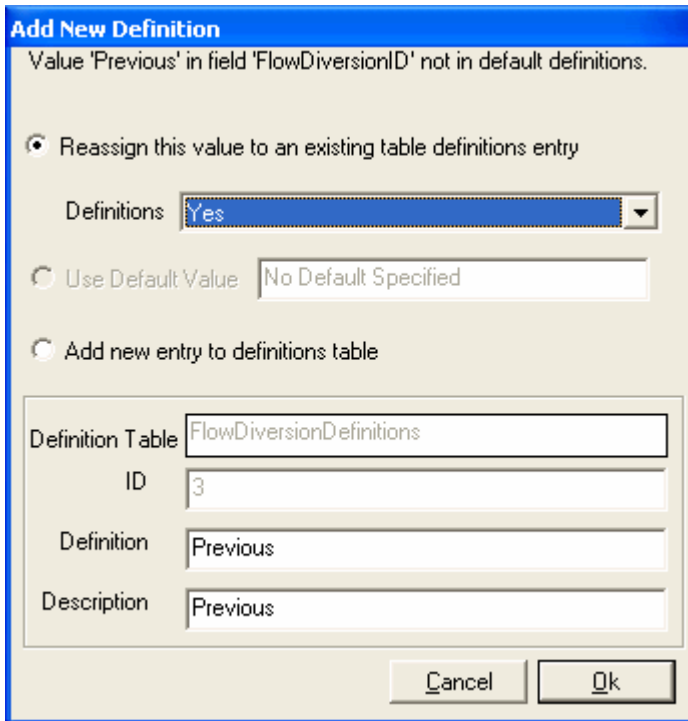 Add New Definition
Value 'Previous' in field 'FlowDiversionID' not in default definitions.
Reassign this value to an existing table definitions entry
Definitions Yes
Use Default Value No Default Specified
Add new entry to definitions table
Definition Table FlowDiversionDefinitions
ID 3
Definition Previous
Description Previous
Cancel Ok